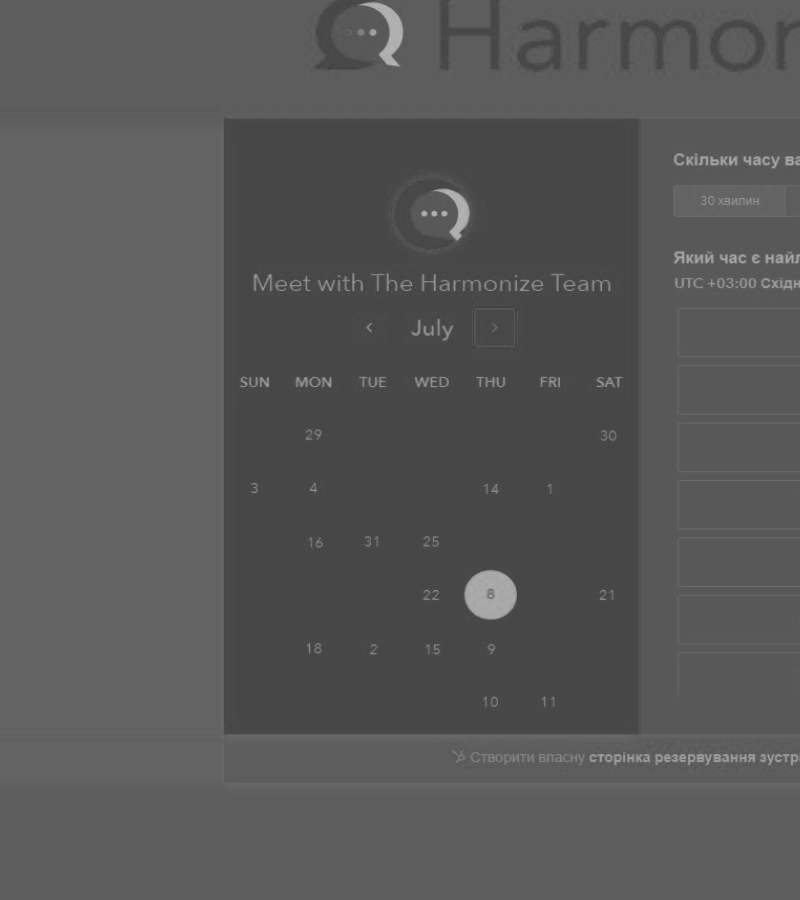 Harmon
Meet with The Harmonize Team
July
SUN MON TUE WED THU FRI SAT
29 30
3 4 14 1
16 31 25
22 8 21
18 2 15 9
10 11
Скільки часу ва
30 хвилин
Який час є найл
UTC +03:00 Східн
Створити власну сторінка резервування зустрі